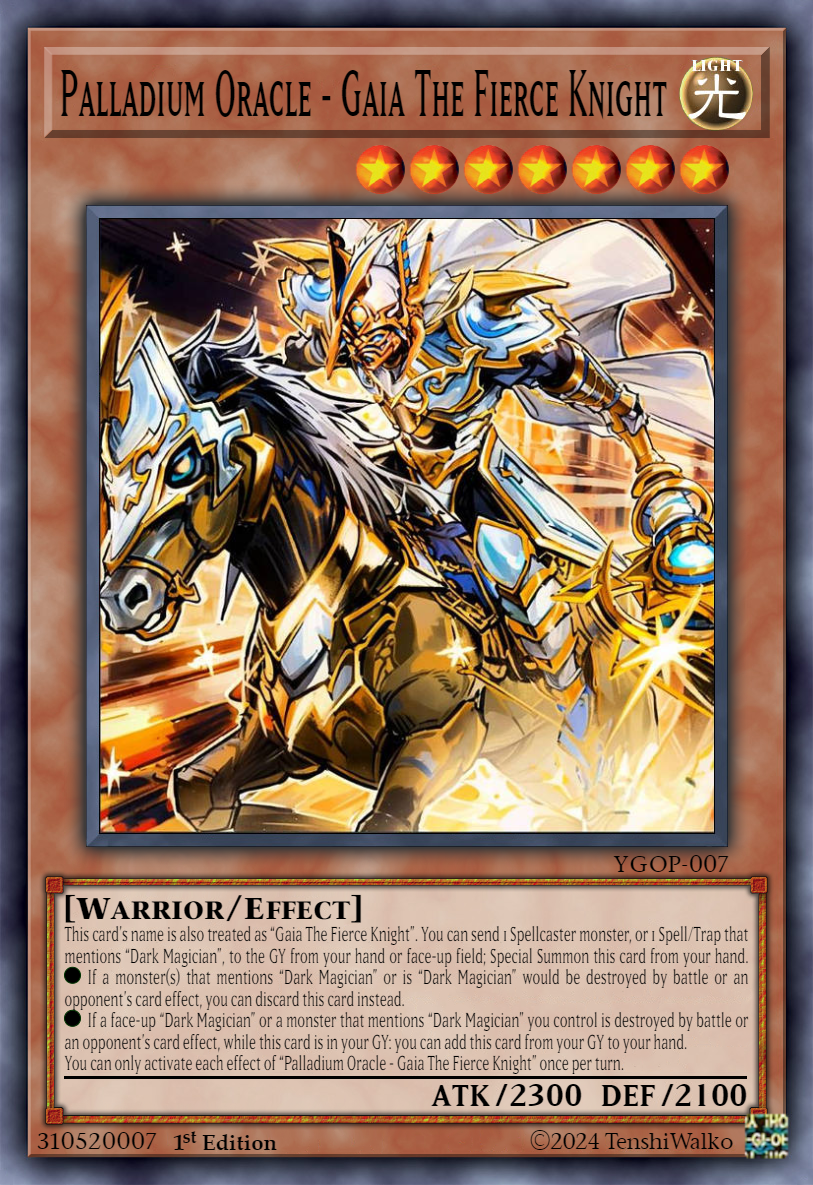 Palladium Oracle - Gaia The Fierce Knight
LIGHT
光
YGOP-007
[Warrior/Effect]
This card's name is also treated as “Gaia The Fierce Knight”. You can send 1 Spellcaster monster, or 1 Spell/Trap that
mentions “Dark Magician”, to the GY from your hand or face-up field; Special Summon this card from your hand.
● If a monster(s) that mentions “Dark Magician” or is “Dark Magician” would be destroyed by battle or an
opponent's card effect, you can discard this card instead.
● If a face-up “Dark Magician” or a monster that mentions “Dark Magician” you control is destroyed by battle or
an opponent's card effect, while this card is in your GY: you can add this card from your GY to your hand.
You can only activate each effect of “Palladium Oracle - Gaia The Fierce Knight” once per turn.
ATK/2300 DEF/2100
310520007 1st Edition ©2024 TenshiWalko